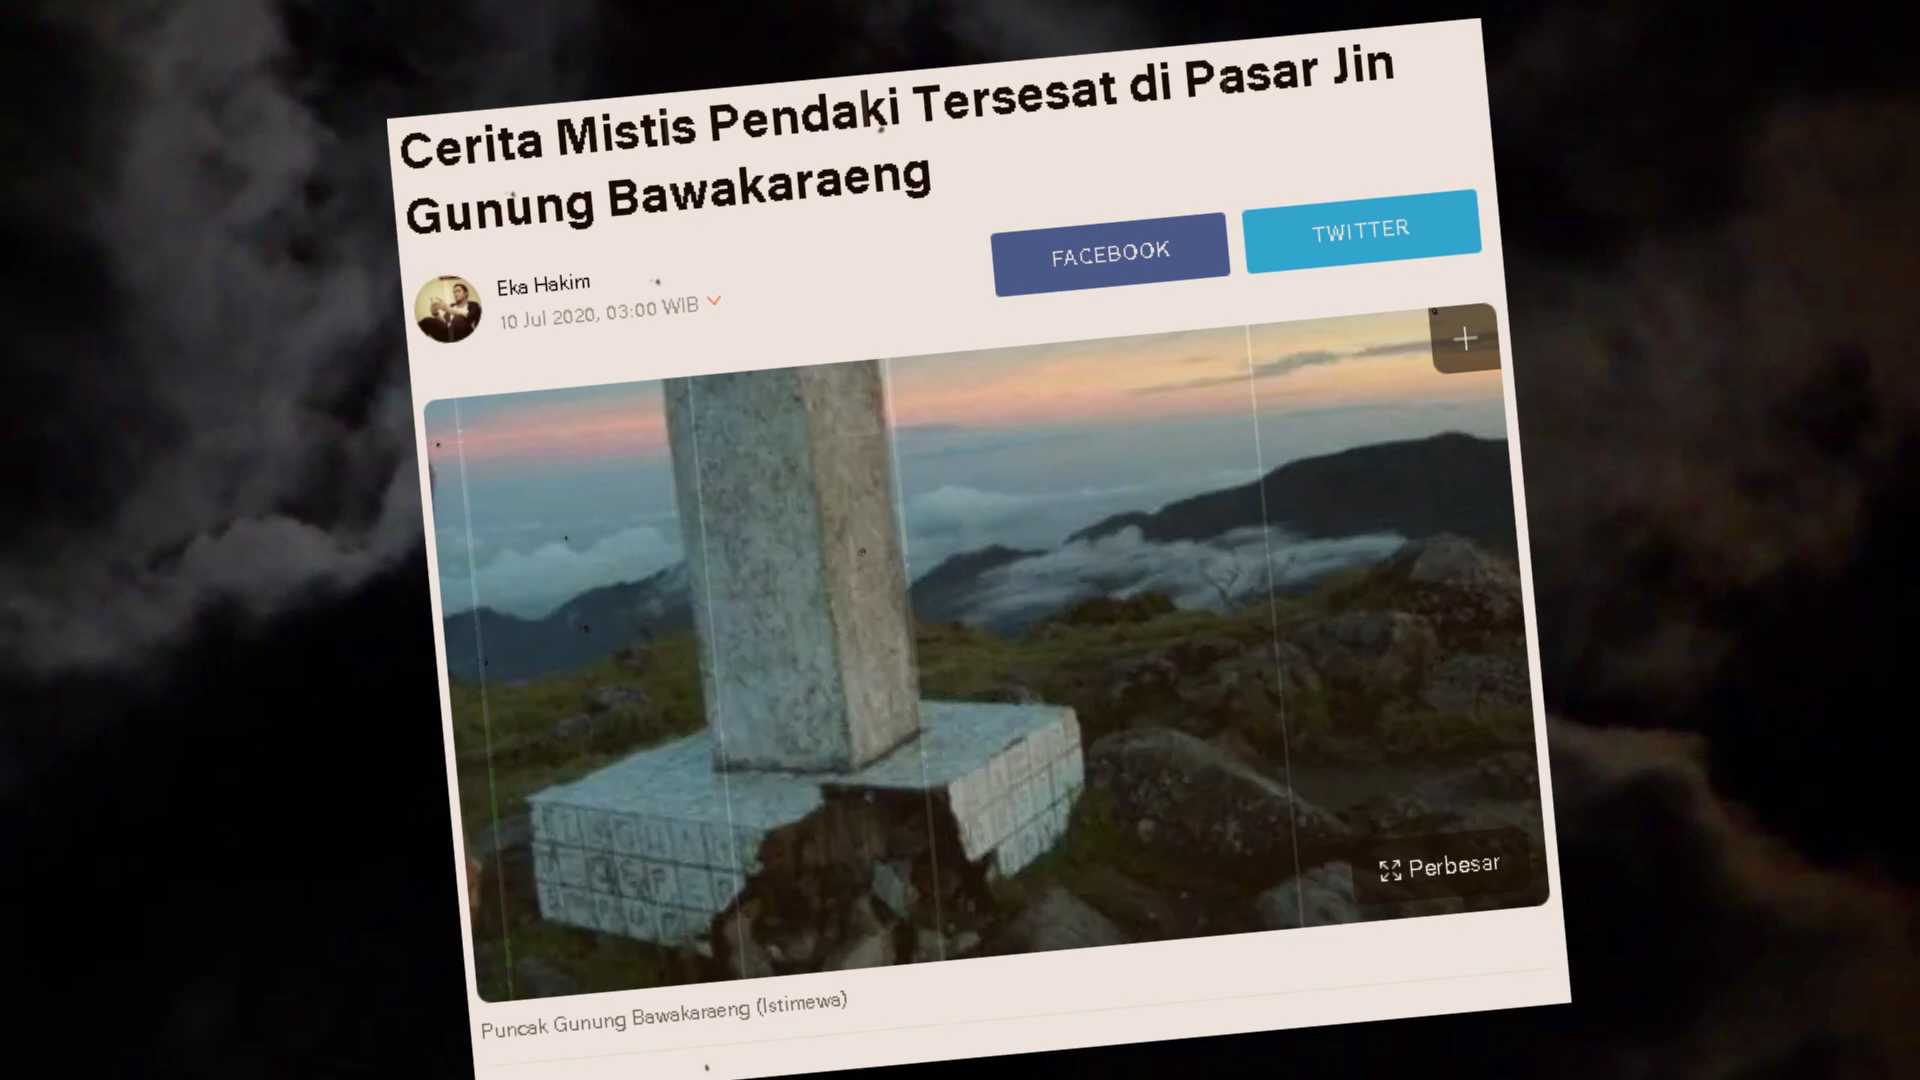 Cerita Mistis Pendaki Tersesat di Pasar Jin
Gunung Bawakaraeng
Eka Hakim
10 Jul 2020, 03:00 WIB
FACEBOOK
TWITTER
Perbesar
Puncak Gunung Bawakaraeng (Istimewa)